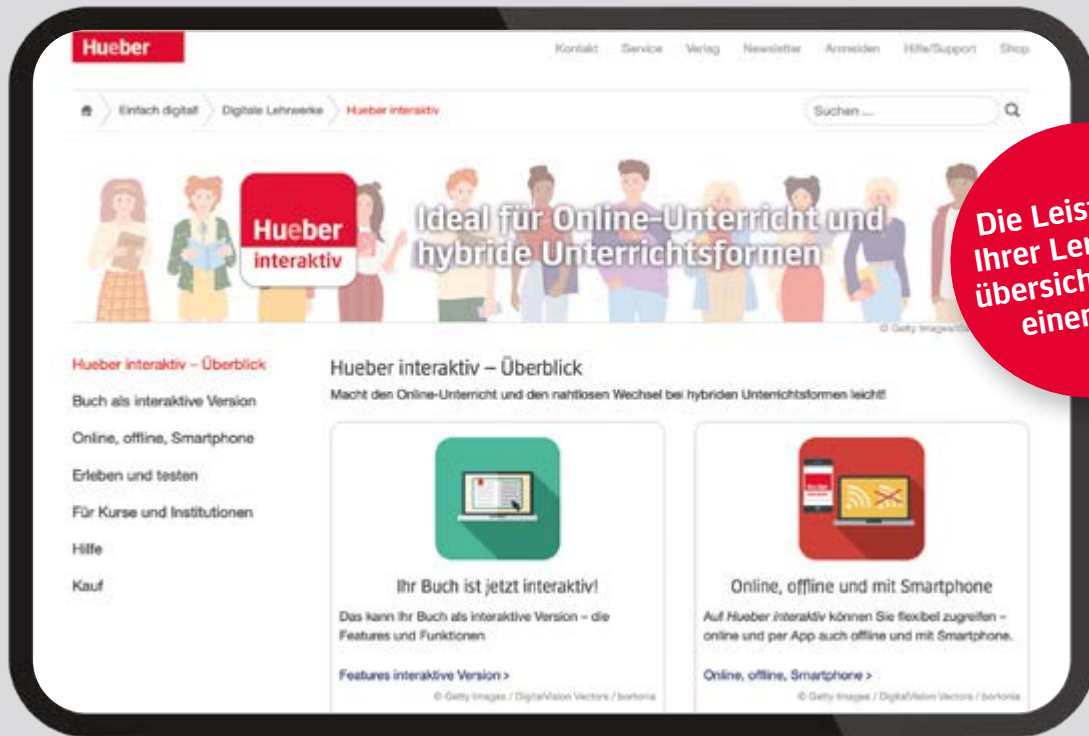 Hueber
Kontakt Service Verlag Newsletter Anmelden Hilfe/Support Shop
Einfach digital! Digitale Lehrwerke Hueber interaktiv
Suchen ...
Hueber
interaktiv
Ideal für Online-Unterricht und
hybride Unterrichtsformen
Die
Ihrer
einer
© Getty Images
Hueber interaktiv – Überblick
Buch als interaktive Version
Online, offline, Smartphone
Erleben und testen
Für Kurse und Institutionen
Hilfe
Kauf
Hueber interaktiv – Überblick
Macht den Online-Unterricht und den nahtlosen Wechsel bei hybriden Unterrichtsformen leicht!
Ihr Buch ist jetzt interaktiv!
Das kann Ihr Buch als interaktive Version – die
Features und Funktionen
Features interaktive Version >
© Getty Images / DigitalVision Vectors / bortonia
Online, offline und mit Smartphone
Auf Hueber interaktiv können Sie flexibel zugreifen –
online und per App auch offline und mit Smartphone.
Online, offline, Smartphone >
© Getty Images / DigitalVision Vectors / bortonia